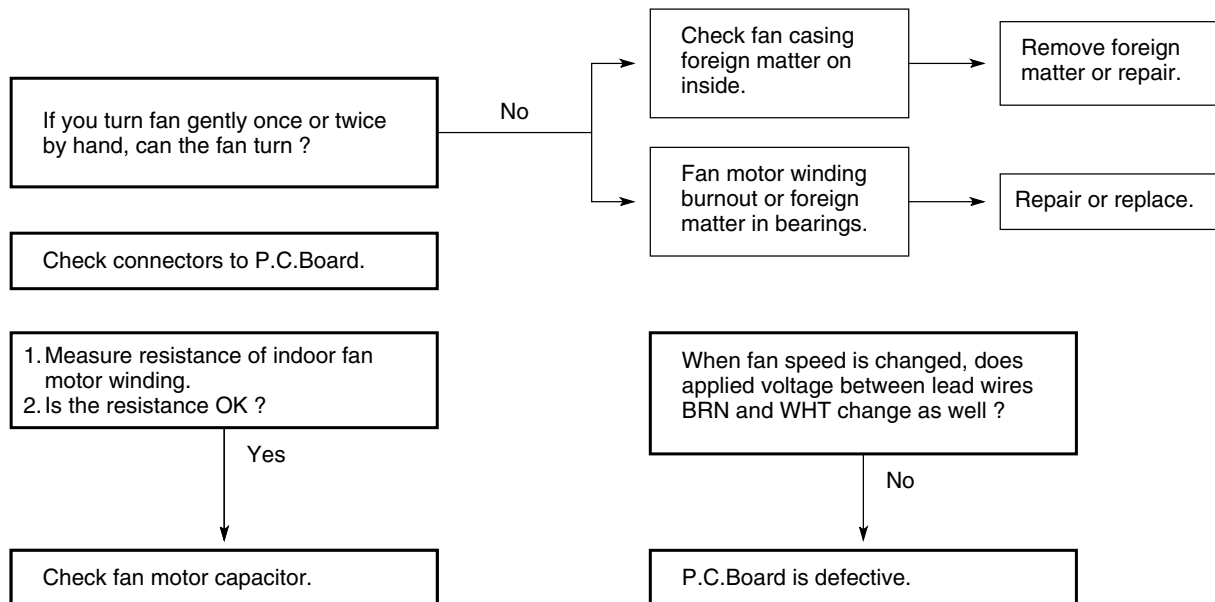 If you turn fan gently once or twice
by hand, can the fan turn ?
No
Check fan casing
foreign matter on
inside.
Remove foreign
matter or repair.
Fan motor winding
burnout or foreign
matter in bearings.
Repair or replace.
Check connectors to P.C.Board.
1. Measure resistance of indoor fan
motor winding.
2. Is the resistance OK ?
Yes
Check fan motor capacitor.
When fan speed is changed, does
applied voltage between lead wires
BRN and WHT change as well ?
No
P.C.Board is defective.